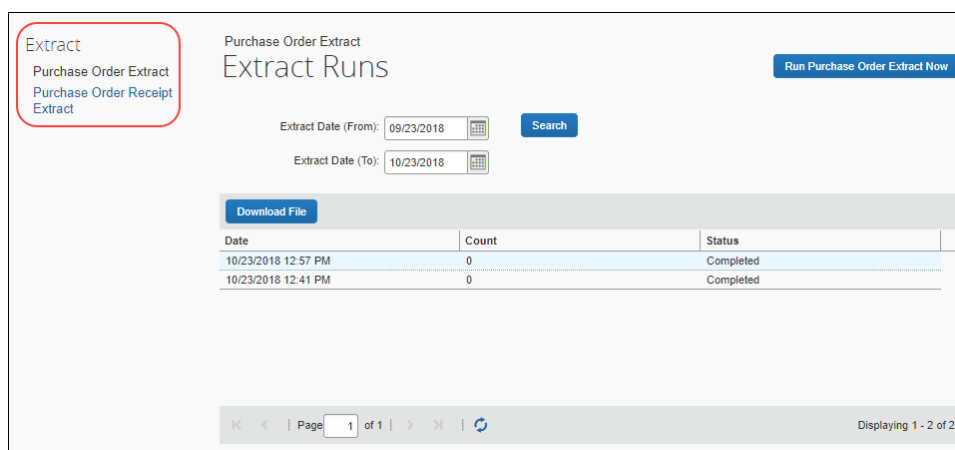 Extract
Purchase Order Extract
Purchase Order Receipt
Extract
Purchase Order Extract
Extract Runs
Run Purchase Order Extract Now
Extract Date (From): 09/23/2018
Search
Extract Date (To): 10/23/2018
Download File
Date Count Status
10/23/2018 12:57 PM 0 Completed
10/23/2018 12:41 PM 0 Completed
Page 1 of 1
Displaying 1 - 2 of 2